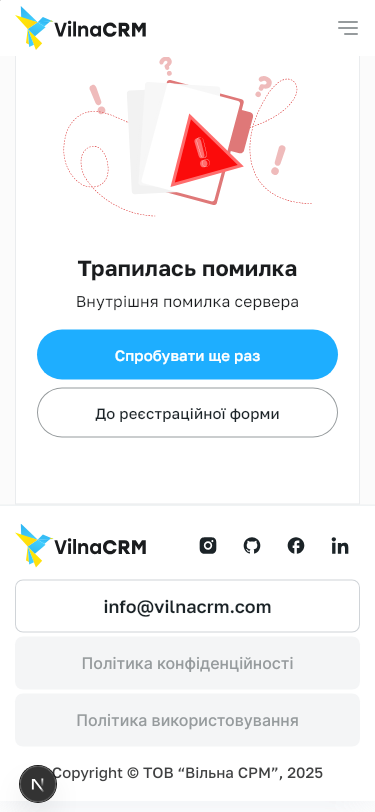 VilnaCRM
Трапилась помилка
Внутрішня помилка сервера
Спробувати ще раз
До реєстраційної форми
VilnaCRM
info@vilnacrm.com
Політика конфіденційності
Політика використовування
Copyright © ТОВ “Вільна СРМ”, 2025
N